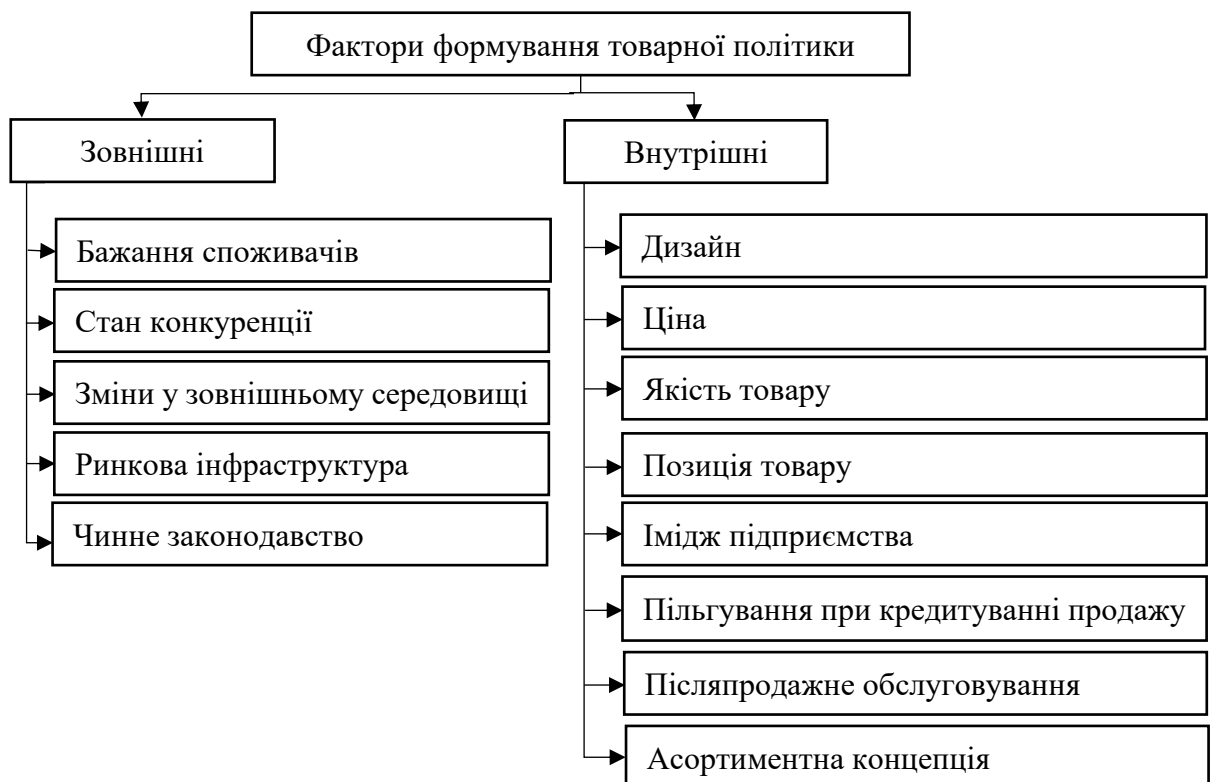 Фактори формування товарної політики
Зовнішні
Бажання споживачів
Стан конкуренції
Зміни у зовнішньому середовищі
Ринкова інфраструктура
Чинне законодавство
Внутрішні
Дизайн
Ціна
Якість товару
Позиція товару
Імідж підприємства
Пільгування при кредитуванні продажу
Післяпродажне обслуговування
Асортиментна концепція